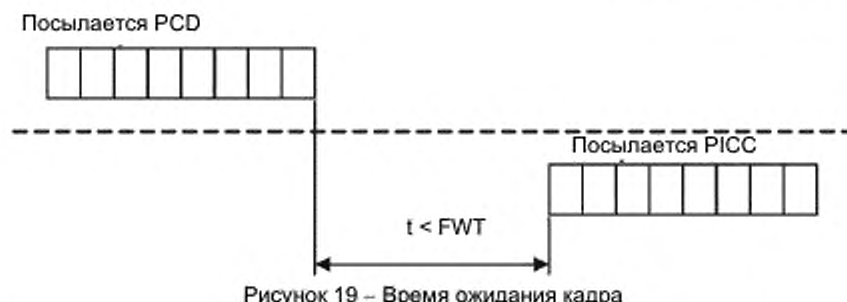 Посылается PCD
Посылается PICC
t < FWT
Рисунок 19 – Время ожидания кадра